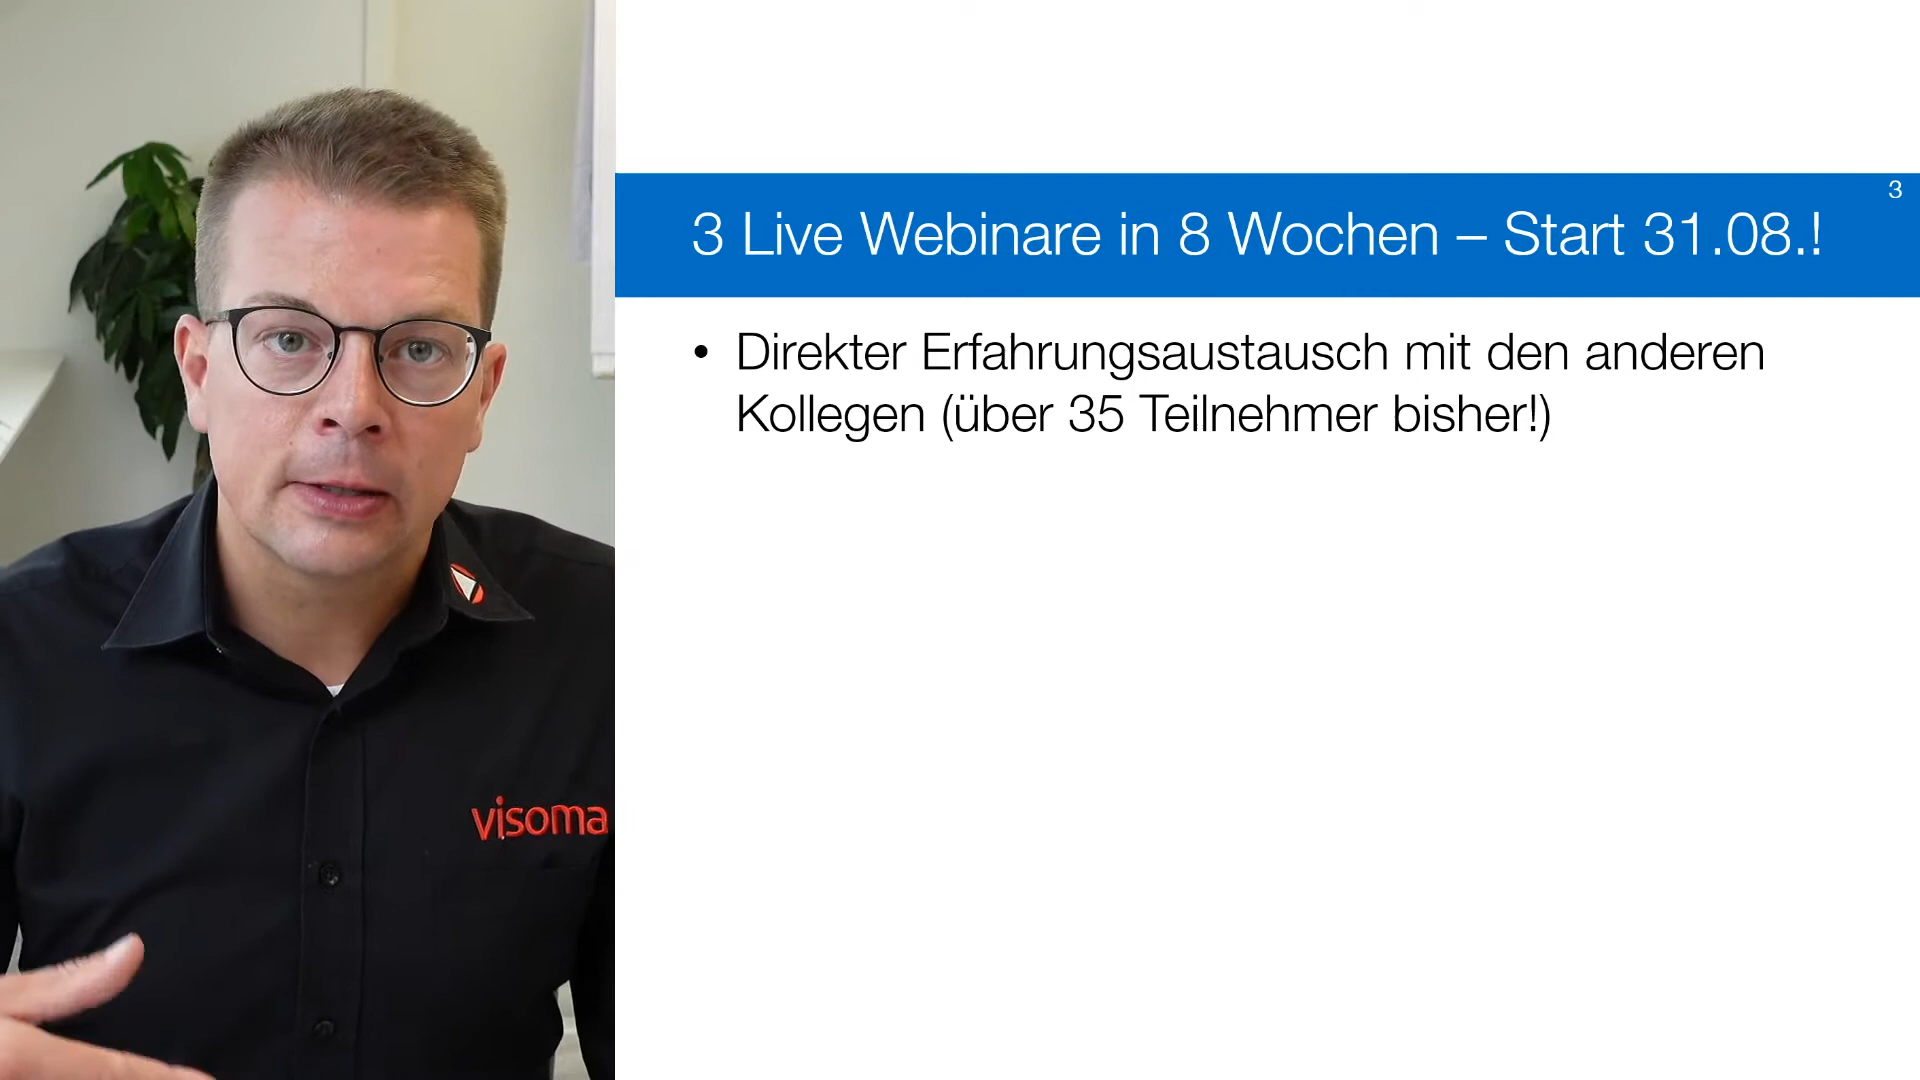 3
3 Live Webinare in 8 Wochen – Start 31.08.!
• Direkter Erfahrungsaustausch mit den anderen
Kollegen (über 35 Teilnehmer bisher!)
visoma